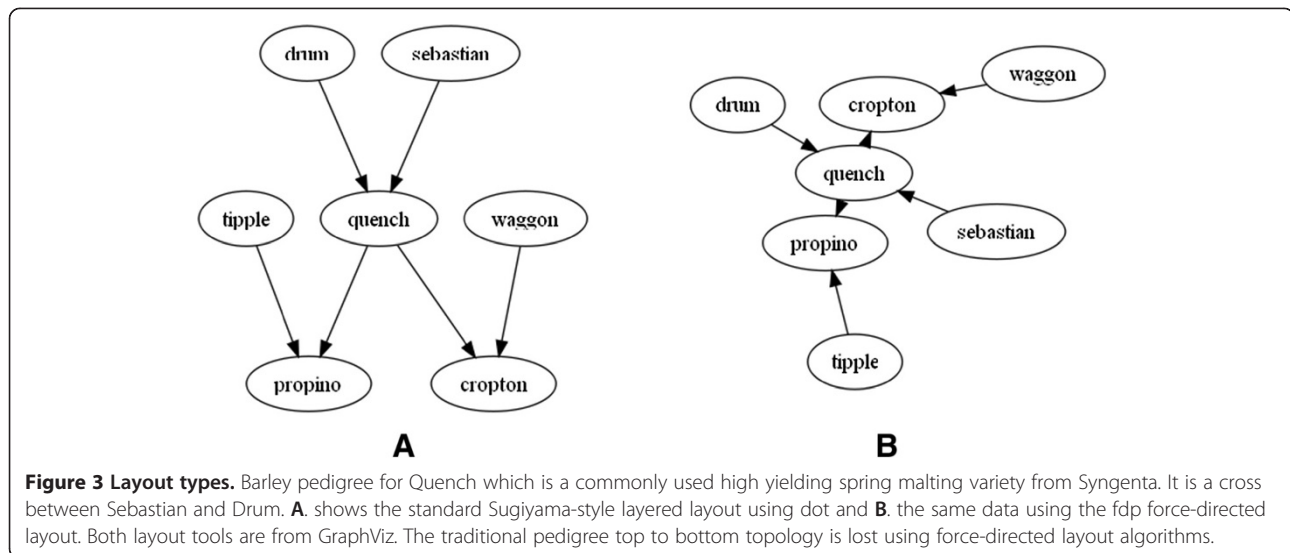 drum
sebastian
tipple
quench
waggon
propino
cropton
A
waggon
drum
cropton
quench
sebastian
propino
tipple
B
Figure 3 Layout types. Barley pedigree for Quench which is a commonly used high yielding spring malting variety from Syngenta. It is a cross
between Sebastian and Drum. A. shows the standard Sugiyama-style layered layout using dot and B. the same data using the fdp force-directed
layout. Both layout tools are from GraphViz. The traditional pedigree top to bottom topology is lost using force-directed layout algorithms.